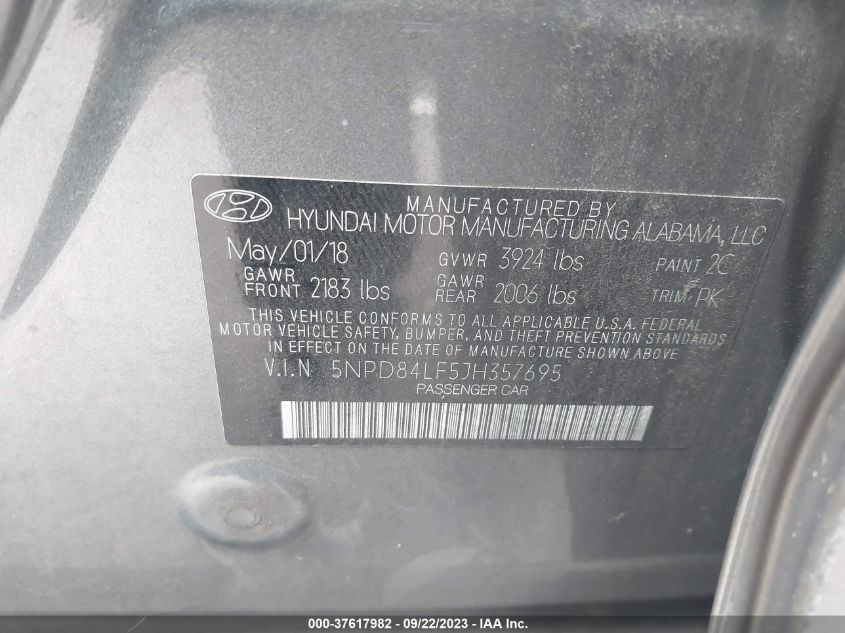 MANUFACTURED BY
HYUNDAI MOTOR MANUFACTURING ALABAMA, LLC
May/01/18 GVWR 3924 lbs PAINT 2C
GAWR FRONT 2183 lbs GAWR REAR 2006 lbs TRIM PK
THIS VEHICLE CONFORMS TO ALL APPLICABLE U.S.A. FEDERAL
MOTOR VEHICLE SAFETY, BUMPER, AND THEFT PREVENTION STANDARDS
IN EFFECT ON THE DATE OF MANUFACTURE SHOWN ABOVE
V.I.N 5NPD84LF5JH357695
PASSENGER CAR
000-37617982 - 09/22/2023 - IAAI.COM